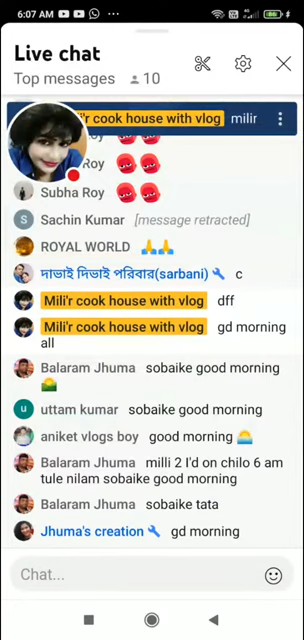 6:07 AM
Live chat
Top messages 10
Mili'r cook house with vlog milir
Roy
Subha Roy
Sachin Kumar [message retracted]
ROYAL WORLD 🙏🙏
দাভাই দিভাই পরিবার(sarbani) c
Mili'r cook house with vlog dff
Mili'r cook house with vlog gd morning
all
Balaram Jhuma sobaike good morning
uttam kumar sobaike good morning
aniket vlogs boy good morning
Balaram Jhuma milli 2 I'd on chilo 6 am
tule nilam sobaike good morning
Balaram Jhuma sobaike tata
Jhuma's creation gd morning
Chat...